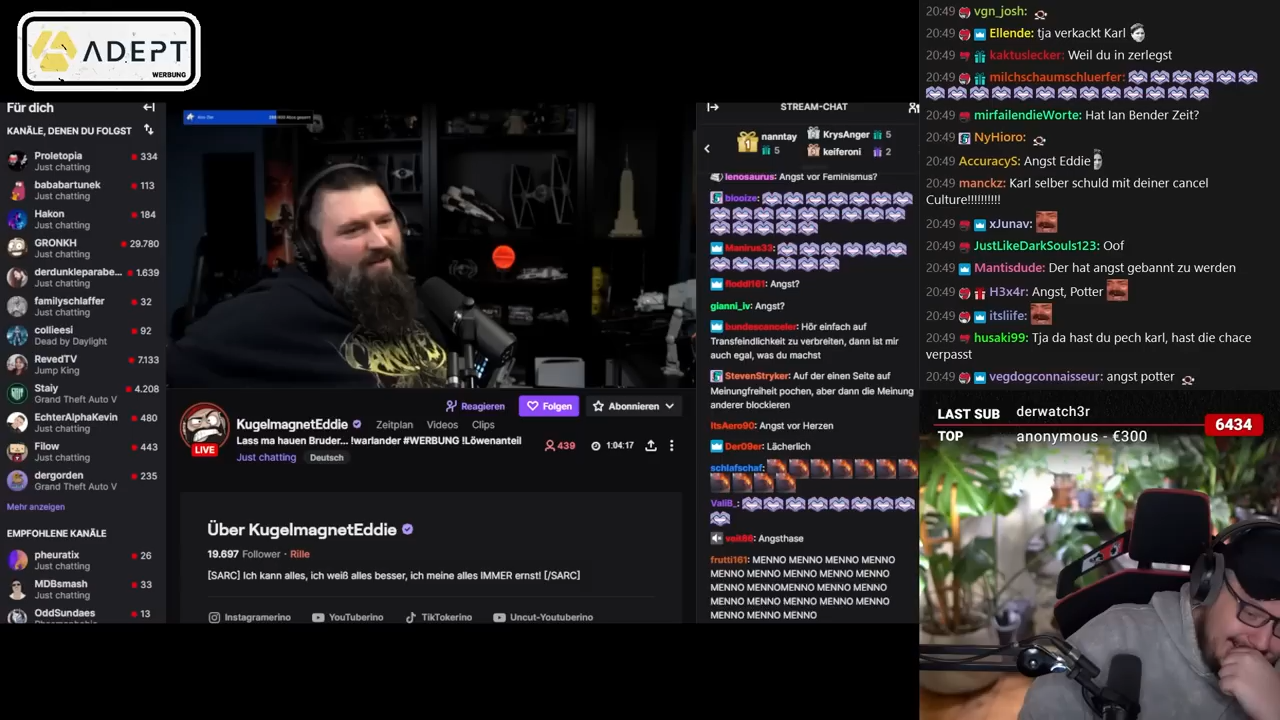 ADEPT
WERBUNG
Für dich
KANÄLE, DENEN DU FOLGST
Proletopia 334
Just chatting
bababartunek 113
Just chatting
Hakon 184
Just chatting
GRONKH 29.780
Just chatting
derdunkleparabe... 1.639
Just chatting
familyschlaffer 32
Just chatting
collieesi 92
Dead by Daylight
RevedTV 7.133
Jump King
Staiy 4.208
Grand Theft Auto V
EchterAlphaKevin 480
Just chatting
Filow 443
Just chatting
dergorden 235
Grand Theft Auto V
Mehr anzeigen
EMPFOHLENE KANÄLE
pheuratix 26
Just chatting
MDBsmash 33
Just chatting
OddSundaes 13
Reagieren
Folgen
Abonnieren
KugelmagnetEddie Zeitplan Videos Clips
LIVE
Lass ma hauen Bruder... !warlander #WERBUNG !Löwenanteil
439 1:04:17
Just chatting Deutsch
Über KugelmagnetEddie
19.697 Follower · Rille
[SARC] Ich kann alles, ich weiß alles besser, ich meine alles IMMER ernst! [/SARC]
Instagramerino YouTuberino TikTokerino Uncut-Youtuberino
STREAM-CHAT
1 nanntay 5
KrysAnger 5
keiferoni 2
lenosaurus: Angst vor Feminismus?
blooize:
Manirus33:
floddi161: Angst?
gianni_iv: Angst?
bundescanceler: Hör einfach auf
Transfeindlichkeit zu verbreiten, dann ist mir
auch egal, was du machst
StevenStryker: Auf der einen Seite auf
Meinungfreiheit pochen, aber dann die Meinung
anderer blockieren
ItsAero90: Angst vor Herzen
Der09er: Lächerlich
schlafschaf:
ValiB_:
voit86: Angsthase
frutti161: MENNO MENNO MENNO MENNO
MENNO MENNO MENNO MENNO MENNO
MENNO MENNOMENNO MENNO MENNO
MENNO MENNO MENNO MENNO MENNO
MENNO MENNO MENNO
20:49 vgn_josh:
20:49 Ellende: tja verkackt Karl
20:49 kaktuslecker: Weil du in zerlegst
20:49 milchschaumschluerfer:
20:49 mirfailendieWorte: Hat Ian Bender Zeit?
20:49 NyHioro:
20:49 AccuracyS: Angst Eddie
20:49 manckz: Karl selber schuld mit deiner cancel
Culture!!!!!!!!!!
20:49 xJunav:
20:49 JustLikeDarkSouls123: Oof
20:49 Mantisdude: Der hat angst gebannt zu werden
20:49 H3x4r: Angst, Potter
20:49 itsliife:
20:49 husaki99: Tja da hast du pech karl, hast die chace
verpasst
20:49 vegdogconnaisseur: angst potter
LAST SUB derwatch3r
TOP anonymous - €300
6434